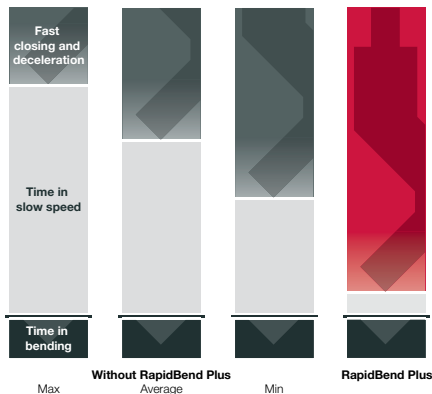 Fast
closing and
deceleration
Time in
slow speed
Time in
bending
Without RapidBend Plus
RapidBend Plus
Max
Average
Min